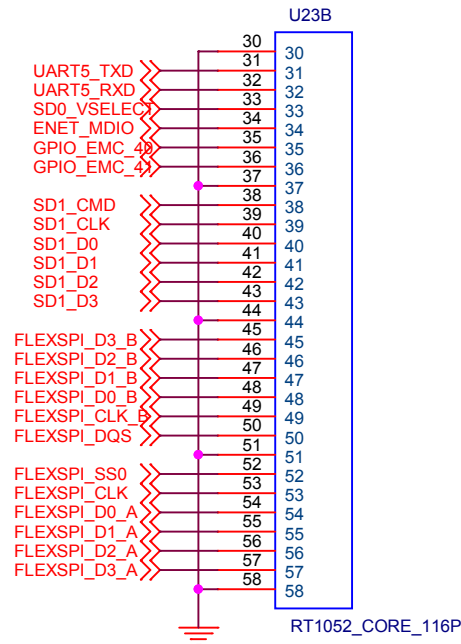 U23B
30 30
UART5_TXD 31 31
UART5_RXD 32 32
SD0_VSELECT 33 33
ENET_MDIO 34 34
GPIO_EMC_40 35 35
GPIO_EMC_41 36 36
37 37
SD1_CMD 38 38
SD1_CLK 39 39
SD1_D0 40 40
SD1_D1 41 41
SD1_D2 42 42
SD1_D3 43 43
44 44
FLEXSPI_D3_B 45 45
FLEXSPI_D2_B 46 46
FLEXSPI_D1_B 47 47
FLEXSPI_D0_B 48 48
FLEXSPI_CLK_B 49 49
FLEXSPI_DQS 50 50
51 51
FLEXSPI_SS0 52 52
FLEXSPI_CLK 53 53
FLEXSPI_D0_A 54 54
FLEXSPI_D1_A 55 55
FLEXSPI_D2_A 56 56
FLEXSPI_D3_A 57 57
58 58
RT1052_CORE_116P